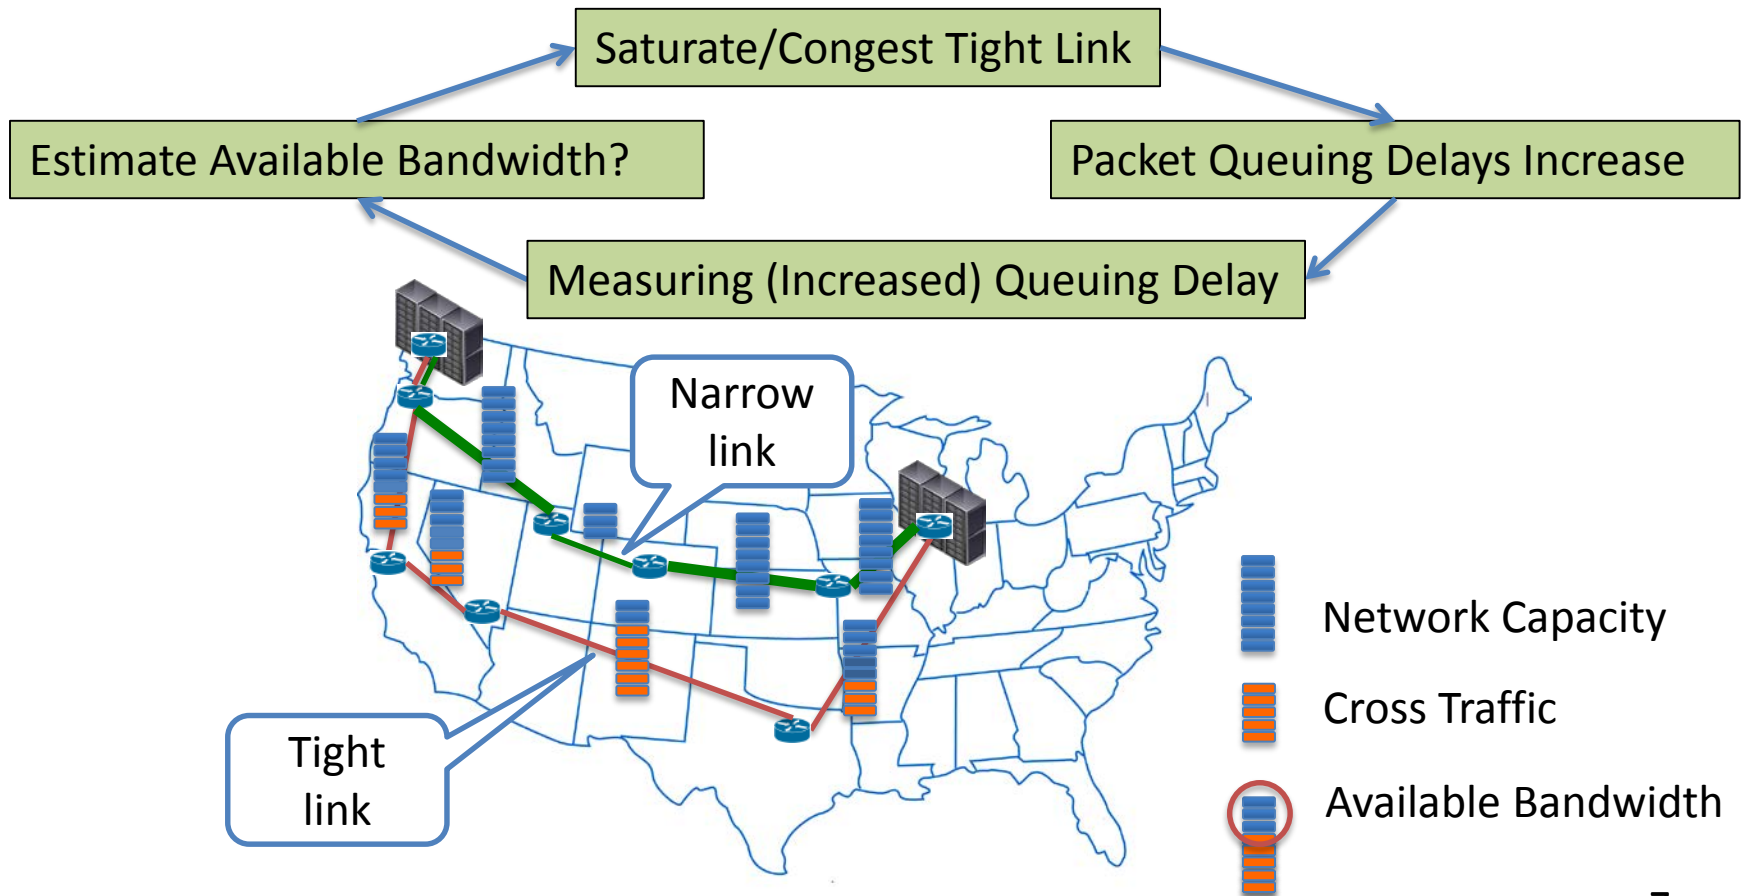 Saturate/Congest Tight Link
Estimate Available Bandwidth?
Packet Queuing Delays Increase
Measuring (Increased) Queuing Delay
Narrow
link
Tight
link
Network Capacity
Cross Traffic
Available Bandwidth